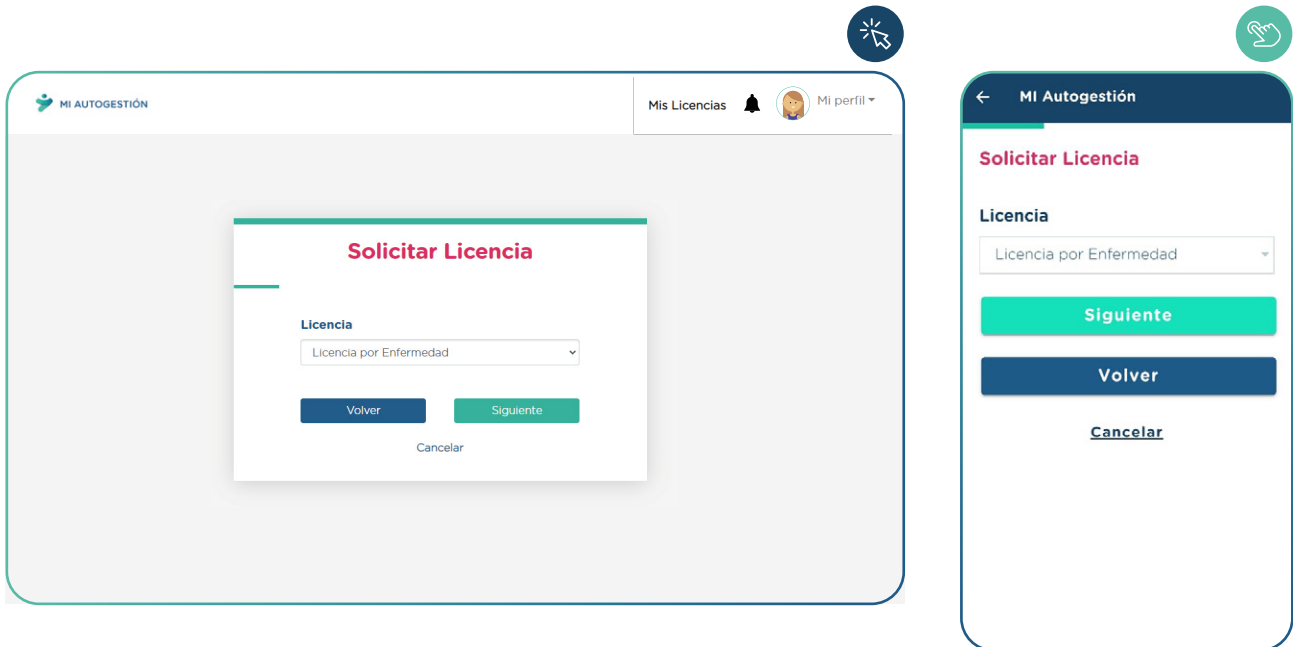 MI AUTOGESTIÓN
Mis Licencias
Mi perfil
Solicitar Licencia
Licencia
Licencia por Enfermedad
Volver
Siguiente
Cancelar
MI Autogestión
Solicitar Licencia
Licencia
Licencia por Enfermedad
Siguiente
Volver
Cancelar